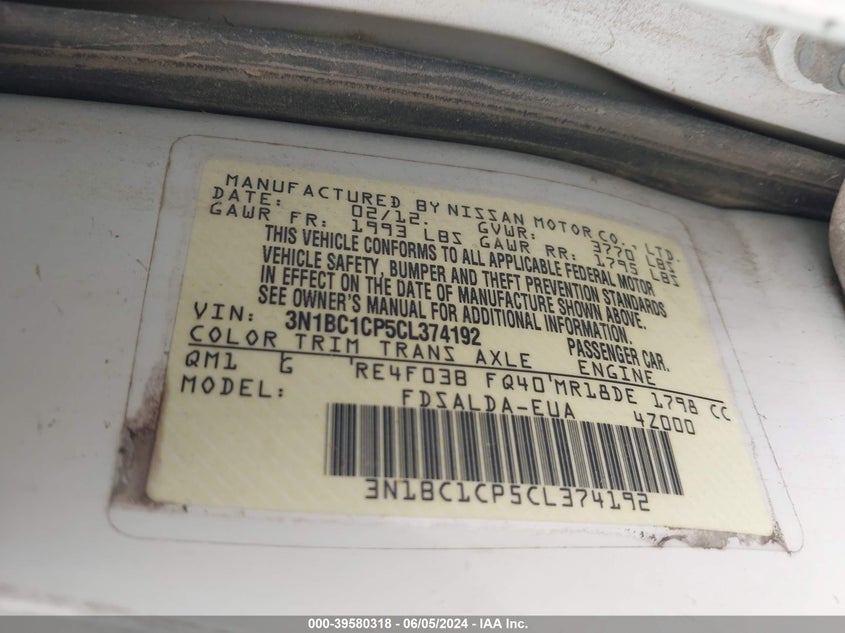 MANUFACTURED BY NISSAN MOTOR CO., LTD.
DATE: 02/12. GVWR: 3770 LBS
GAWR FR: 1993 LBS GAWR RR: 1795 LBS
THIS VEHICLE CONFORMS TO ALL APPLICABLE FEDERAL MOTOR
VEHICLE SAFETY, BUMPER AND THEFT PREVENTION STANDARDS
IN EFFECT ON THE DATE OF MANUFACTURE SHOWN ABOVE.
SEE OWNER'S MANUAL FOR ADDITIONAL INFORMATION.
VIN: 3N1BC1CP5CL374192 PASSENGER CAR.
COLOR TRIM TRANS AXLE ENGINE
QM1 G RE4F03B FQ40 MR18DE 1798 CC
MODEL: FDSALDA-EUA 4Z000
3N1BC1CP5CL374192
000-39580318 | 06/05/2024 | IAA Inc.